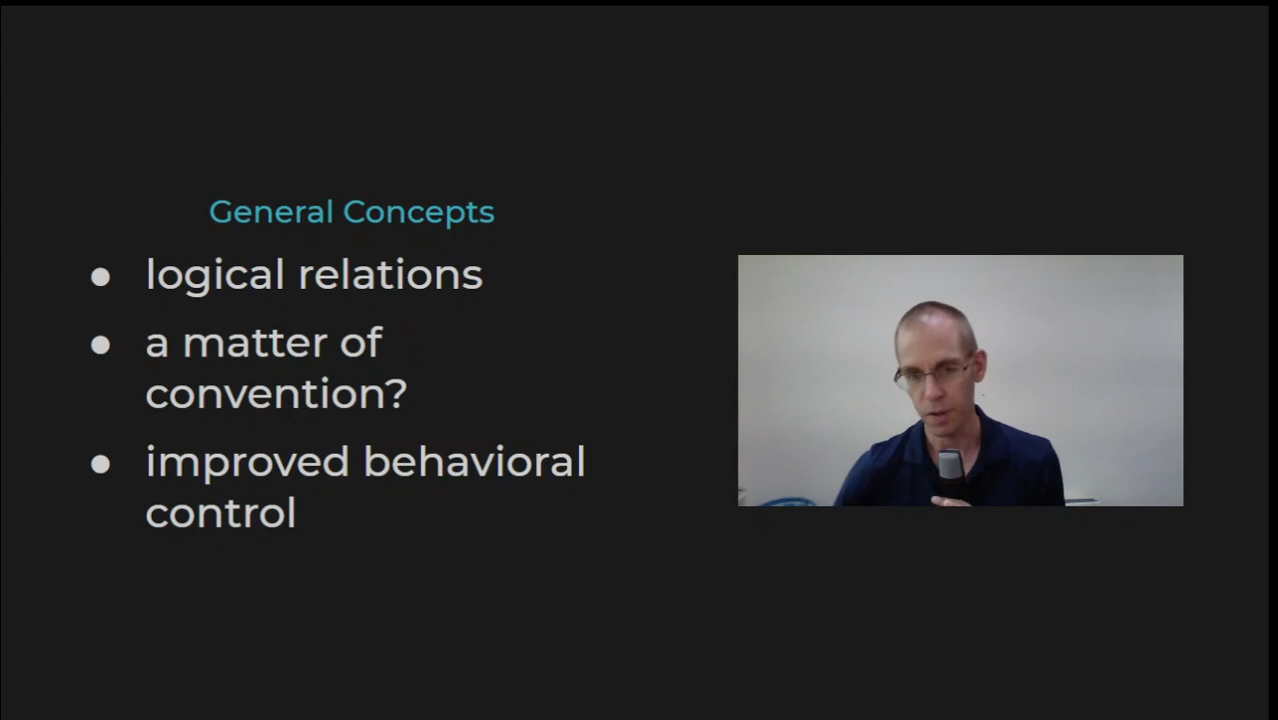 General Concepts
● logical relations
● a matter of
convention?
● improved behavioral
control